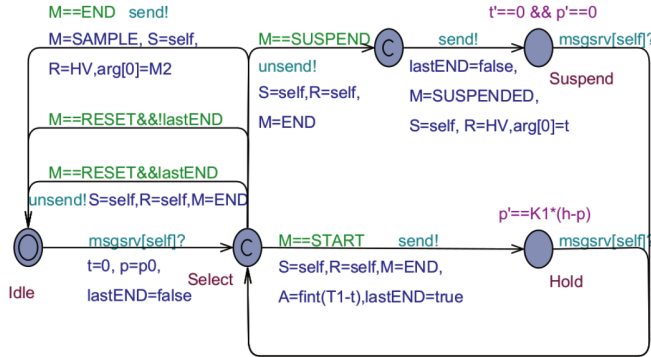 M==END send!
M=SAMPLE, S=self,
R=HV,arg[0]=M2
M==RESET&&!lastEND
M==RESET&&lastEND
unsend! S=self,R=self,M=END
M==SUSPEND
unsend!
S=self,R=self,
M=END
C
send!
lastEND=false,
M=SUSPENDED,
S=self, R=HV,arg[0]=t
t'==0 && p'==0
msgsrv[self]?
Suspend
Idle
msgsrv[self]?
t=0, p=p0,
lastEND=false
C
Select
M==START send!
S=self,R=self,M=END,
A=fint(T1-t),lastEND=true
p'==K1*(h-p)
msgsrv[self]?
Hold